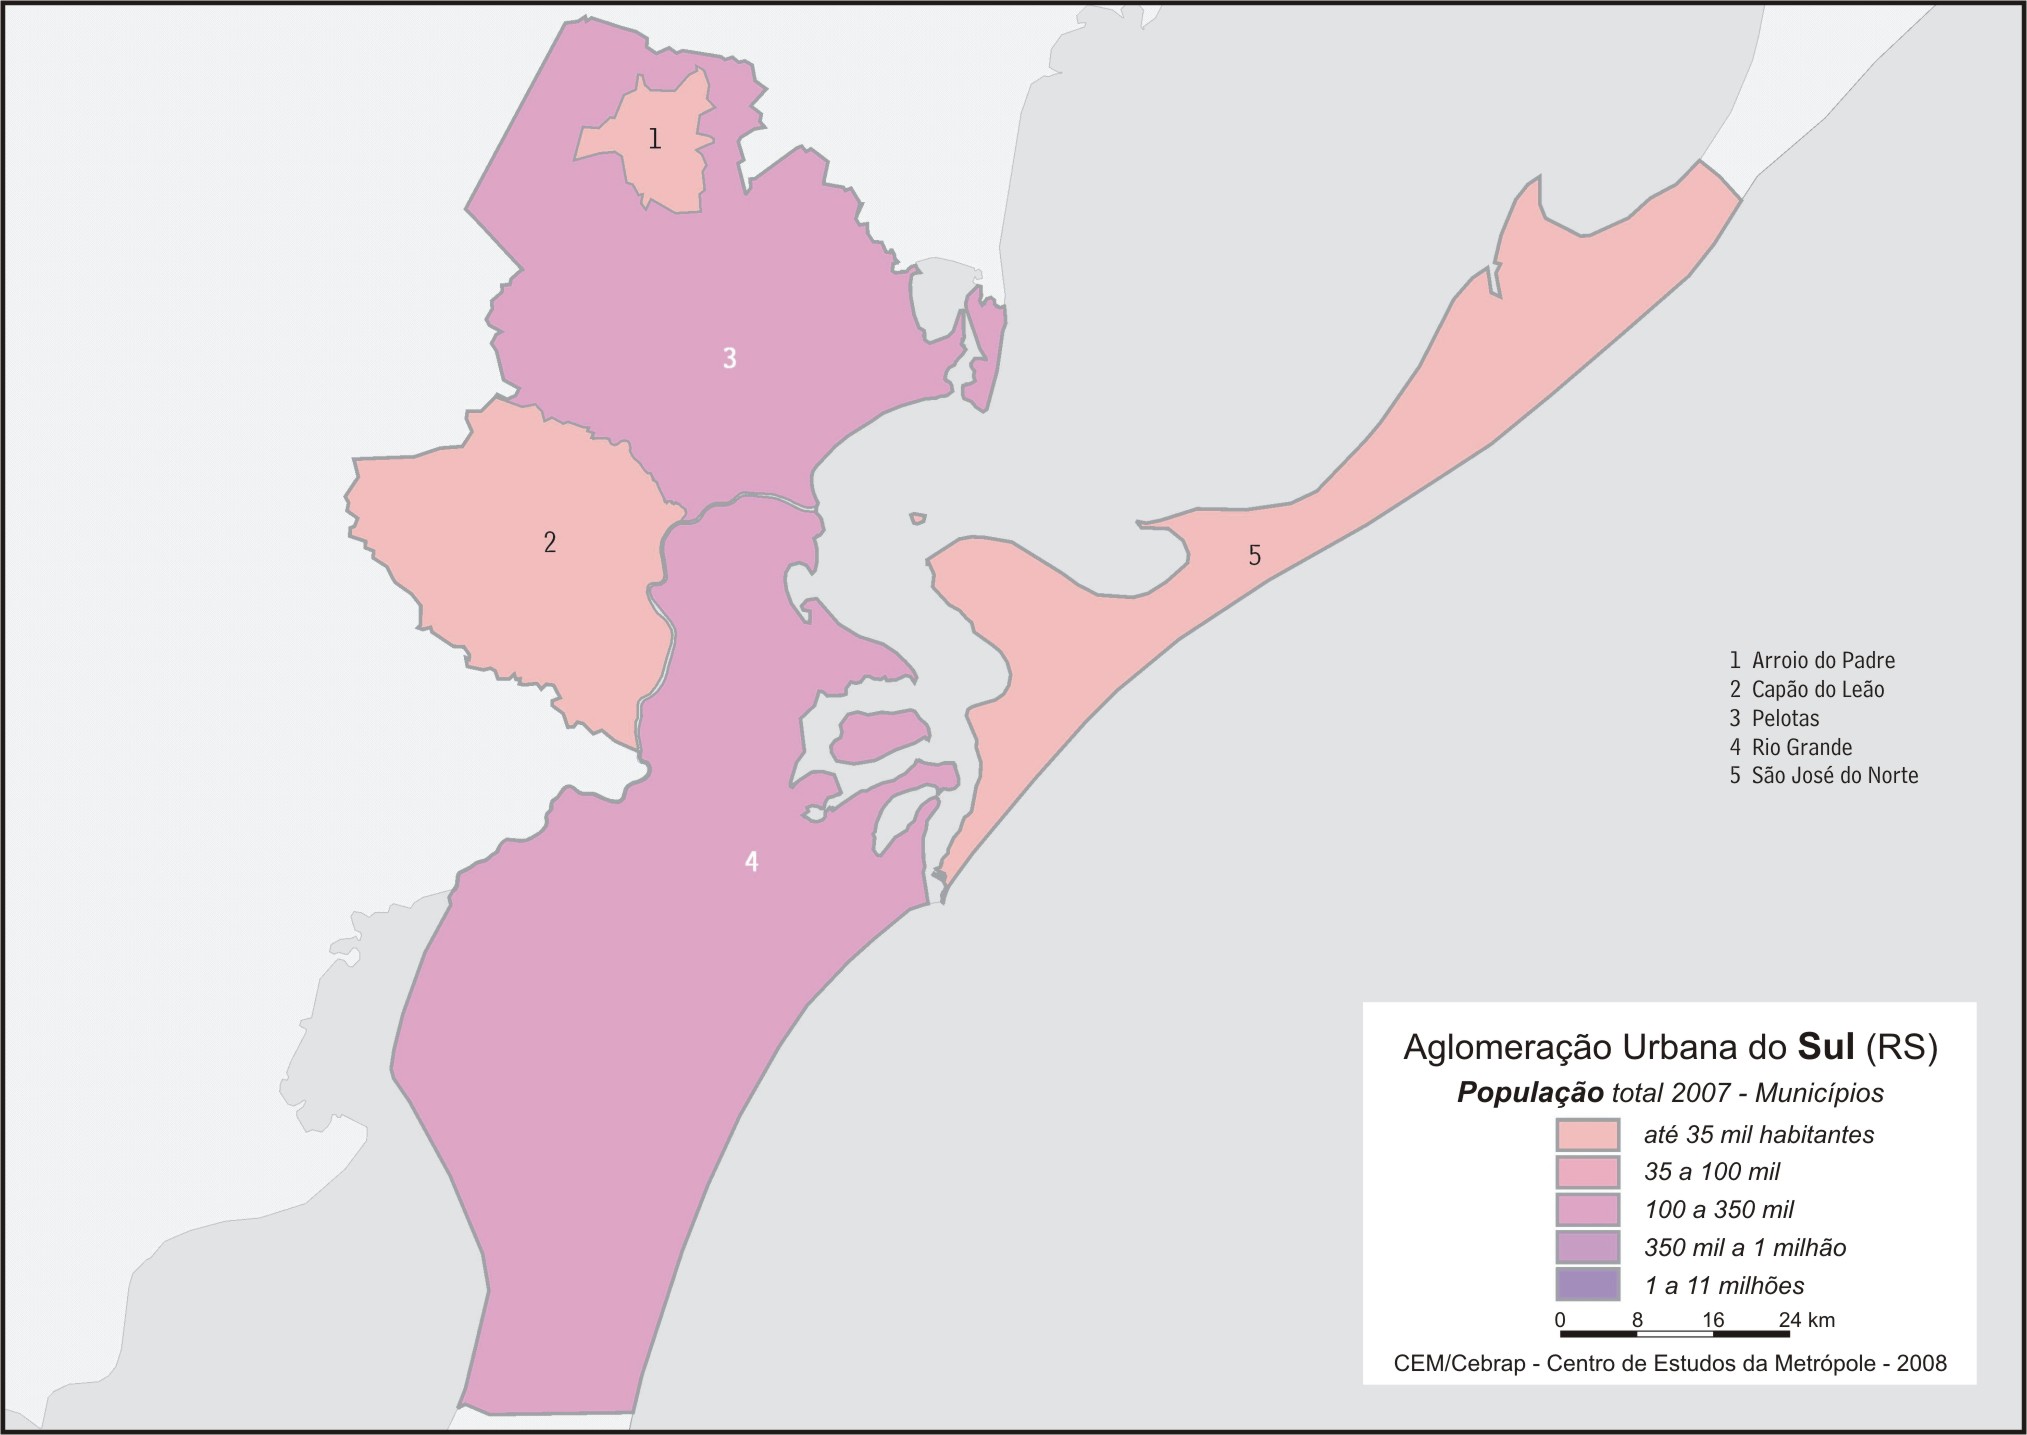 1
3
2
5
4
1 Arroio do Padre
2 Capão do Leão
3 Pelotas
4 Rio Grande
5 São José do Norte
Aglomeração Urbana do Sul (RS)
População total 2007 - Municípios
até 35 mil habitantes
35 a 100 mil
100 a 350 mil
350 mil a 1 milhão
1 a 11 milhões
0 8 16 24 km
CEM/Cebrap - Centro de Estudos da Metrópole - 2008